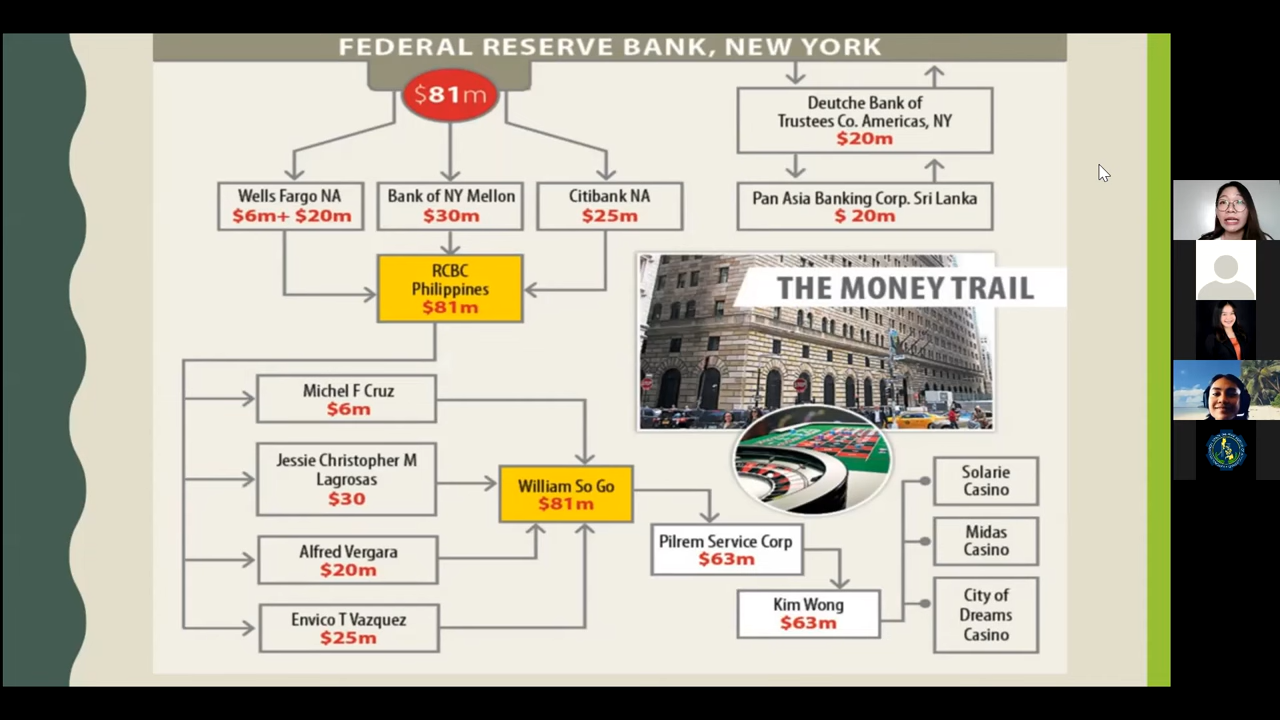 FEDERAL RESERVE BANK, NEW YORK
$81m
Deutche Bank of
Trustees Co. Americas, NY
$20m
Wells Fargo NA
$6m+ $20m
Bank of NY Mellon
$30m
Citibank NA
$25m
Pan Asia Banking Corp. Sri Lanka
$ 20m
RCBC
Philippines
$81m
THE MONEY TRAIL
Michel F Cruz
$6m
Jessie Christopher M
Lagrosas
$30
William So Go
$81m
Alfred Vergara
$20m
Envico T Vazquez
$25m
Pilrem Service Corp
$63m
Kim Wong
$63m
Solarie
Casino
Midas
Casino
City of
Dreams
Casino